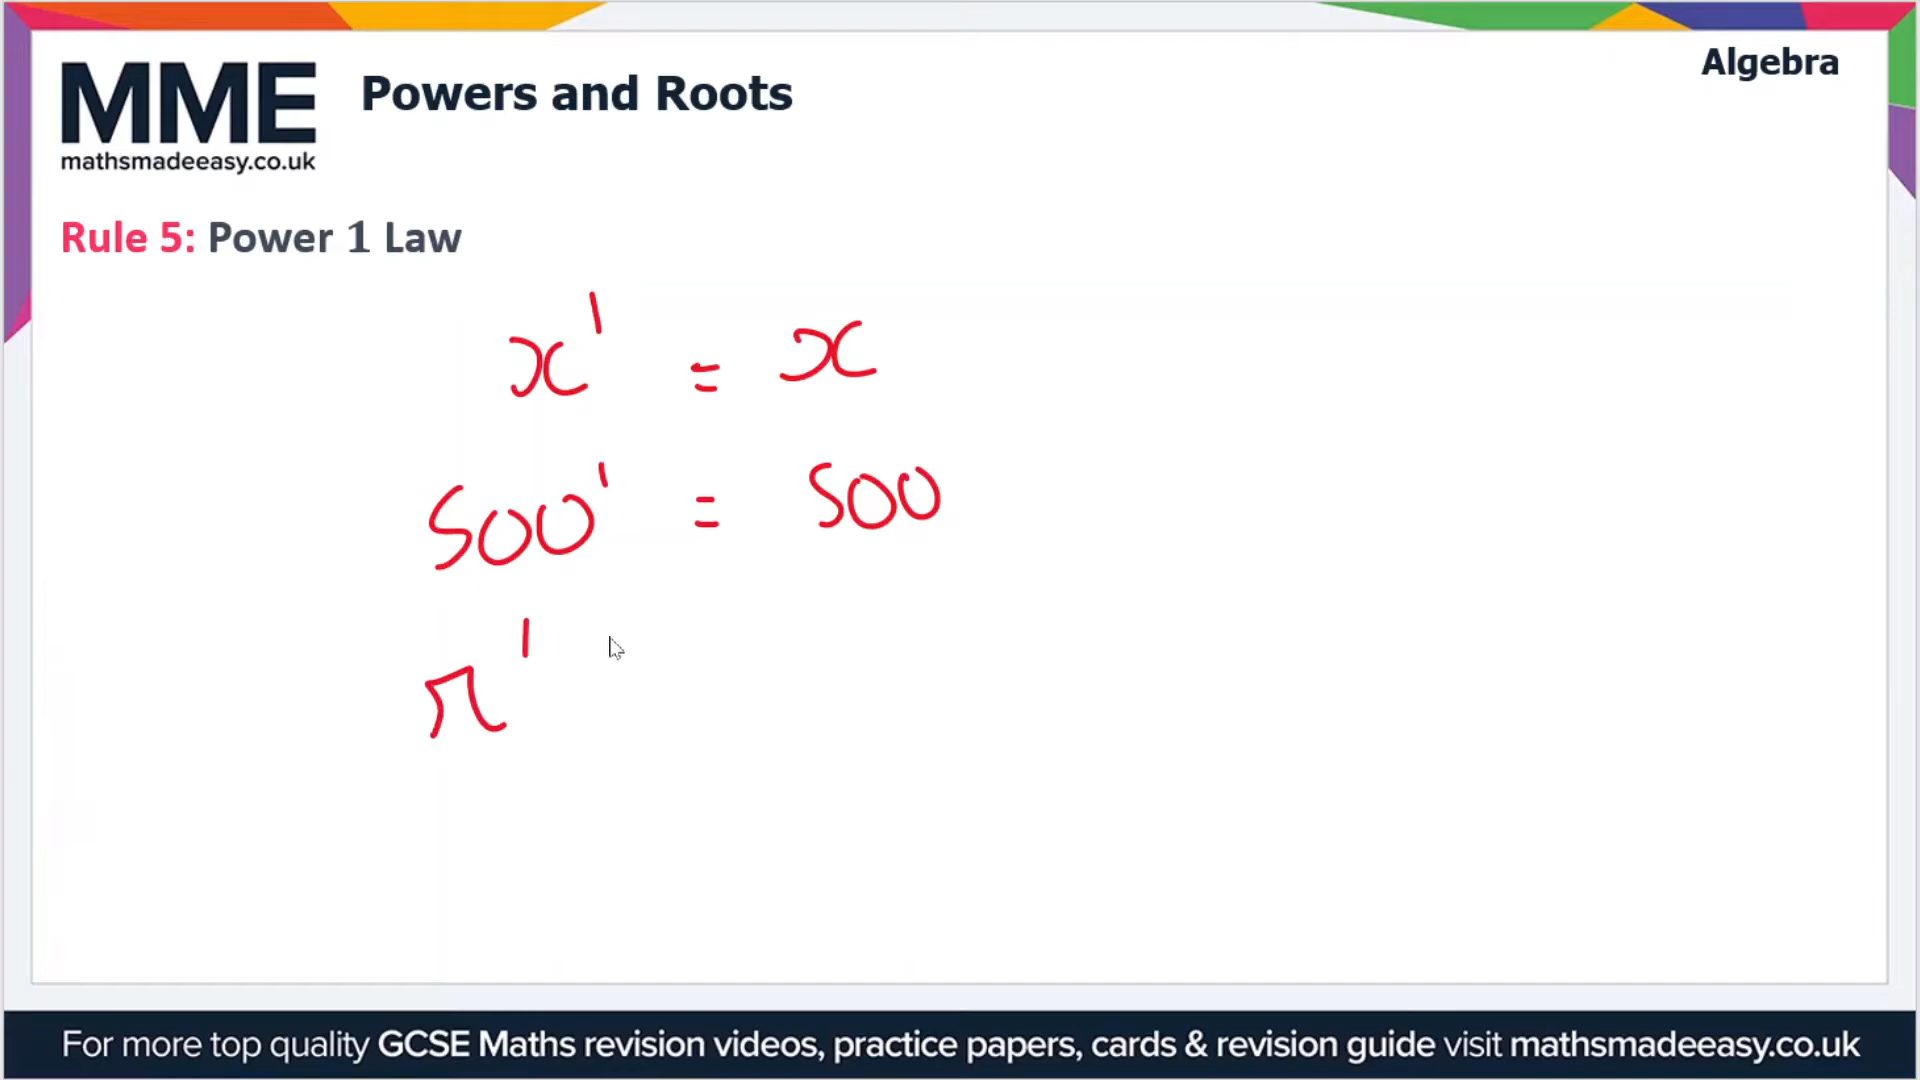 MME
mathsmadeeasy.co.uk
Powers and Roots
Algebra
Rule 5: Power 1 Law
x¹ = x
500¹ = 500
π¹
For more top quality GCSE Maths revision videos, practice papers, cards & revision guide visit mathsmadeeasy.co.uk